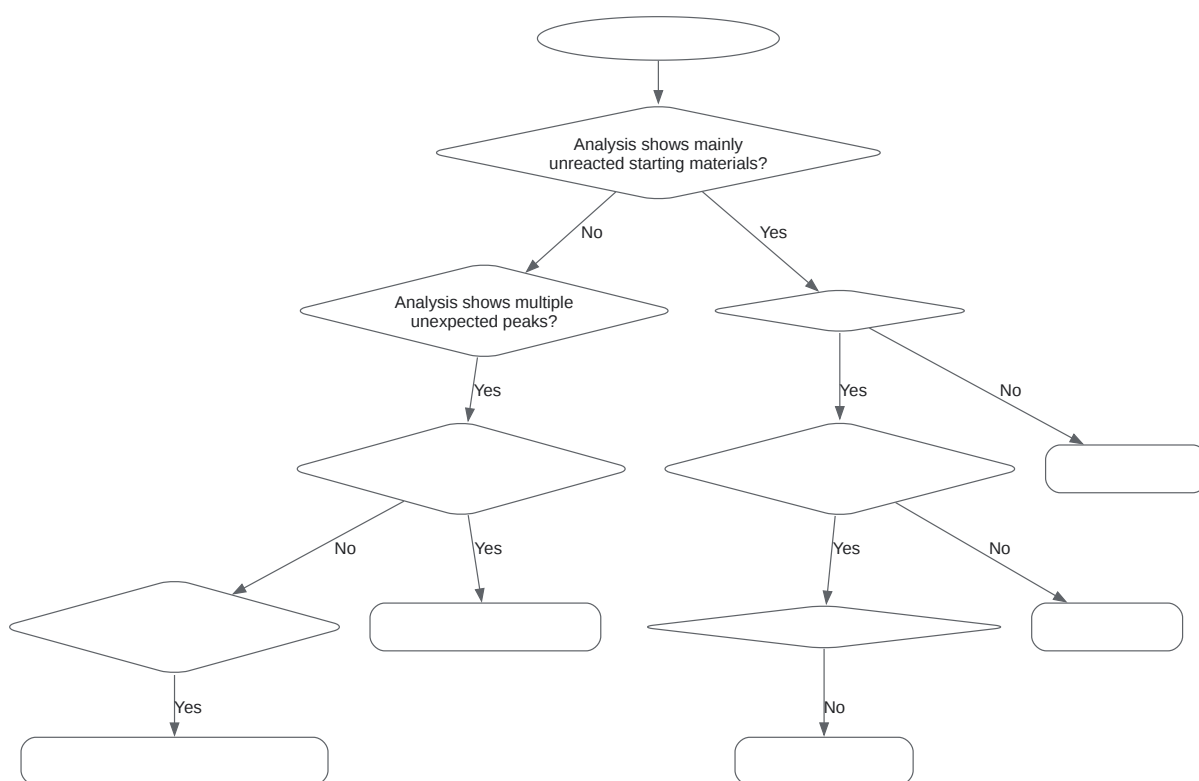 Analysis shows mainly
unreacted starting materials?
No
Yes
Analysis shows multiple
unexpected peaks?
Yes
Yes
No
No
Yes
Yes
No
Yes
No